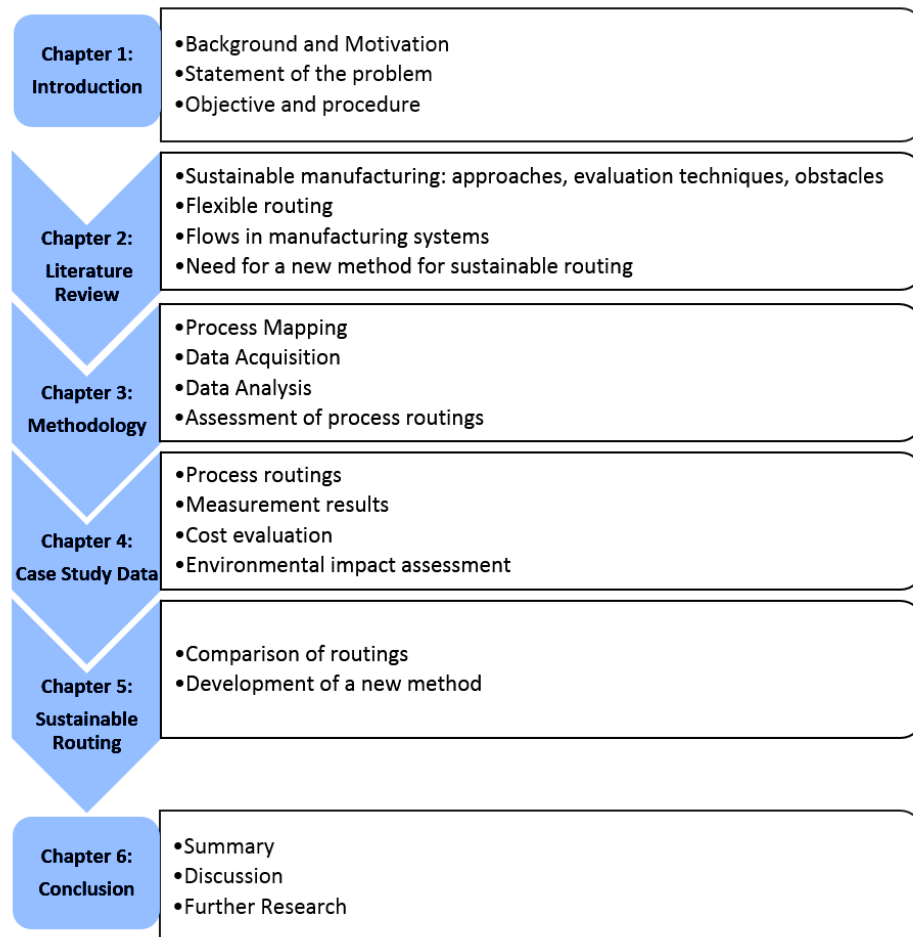 Chapter 1:
Introduction
•Background and Motivation
•Statement of the problem
•Objective and procedure
Chapter 2:
Literature
Review
•Sustainable manufacturing: approaches, evaluation techniques, obstacles
•Flexible routing
•Flows in manufacturing systems
•Need for a new method for sustainable routing
Chapter 3:
Methodology
•Process Mapping
•Data Acquisition
•Data Analysis
•Assessment of process routings
Chapter 4:
Case Study Data
•Process routings
•Measurement results
•Cost evaluation
•Environmental impact assessment
Chapter 5:
Sustainable
Routing
•Comparison of routings
•Development of a new method
Chapter 6:
Conclusion
•Summary
•Discussion
•Further Research